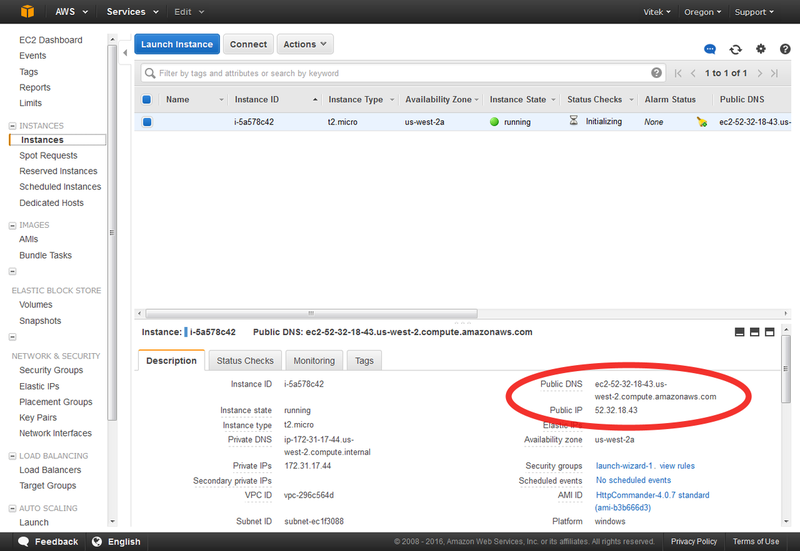 AWS Services Edit Vitek Oregon Support
EC2 Dashboard
Events
Tags
Reports
Limits
INSTANCES
Instances
Spot Requests
Reserved Instances
Scheduled Instances
Dedicated Hosts
IMAGES
AMIs
Bundle Tasks
ELASTIC BLOCK STORE
Volumes
Snapshots
NETWORK & SECURITY
Security Groups
Elastic IPs
Placement Groups
Key Pairs
Network Interfaces
LOAD BALANCING
Load Balancers
Target Groups
AUTO SCALING
Launch
Launch Instance Connect Actions
Filter by tags and attributes or search by keyword
1 to 1 of 1
Name Instance ID Instance Type Availability Zone Instance State Status Checks Alarm Status Public DNS
i-5a578c42 t2.micro us-west-2a running Initializing None ec2-52-32-18-43.us-
Instance: i-5a578c42 Public DNS: ec2-52-32-18-43.us-west-2.compute.amazonaws.com
Description Status Checks Monitoring Tags
Instance ID i-5a578c42
Instance state running
Instance type t2.micro
Private DNS ip-172-31-17-44.us-
west-2.compute.internal
Private IPs 172.31.17.44
Secondary private IPs
VPC ID vpc-296c564d
Subnet ID subnet-ec1f3088
Public DNS ec2-52-32-18-43.us-
west-2.compute.amazonaws.com
Public IP 52.32.18.43
Elastic IPs
Availability zone us-west-2a
Security groups launch-wizard-1. view rules
Scheduled events No scheduled events
AMI ID HttpCommander-4.0.7 standard
(ami-b3b666d3)
Platform windows
Feedback English © 2008 - 2016, Amazon Web Services, Inc. or its affiliates. All rights reserved. Privacy Policy Terms of Use